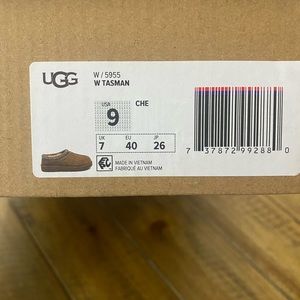 UGG
W / 5955
W TASMAN
USA
9
CHE
UK EU JP
7 40 26
MADE IN VIETNAM
FABRIQUÉ AU VIETNAM
7 37872 99288 0